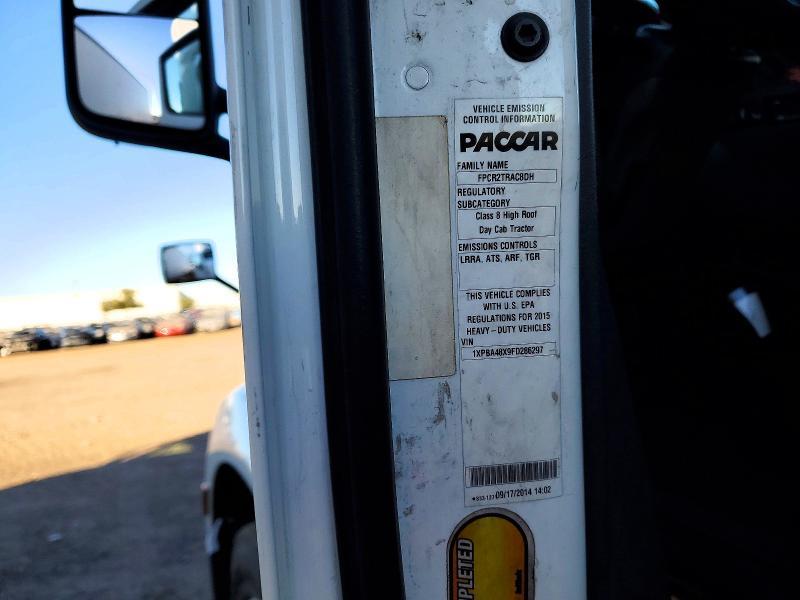 VEHICLE EMISSION
CONTROL INFORMATION
PACCAR
FAMILY NAME
FPCR2TRAC8DH
REGULATORY
SUBCATEGORY
Class 8 High Roof
Day Cab Tractor
EMISSIONS CONTROLS
LRRA, ATS, ARF, TGR
THIS VEHICLE COMPLIES
WITH U.S. EPA
REGULATIONS FOR 2015
HEAVY-DUTY VEHICLES
VIN
1XPBA48X9FD286297
09/17/2014 14:02